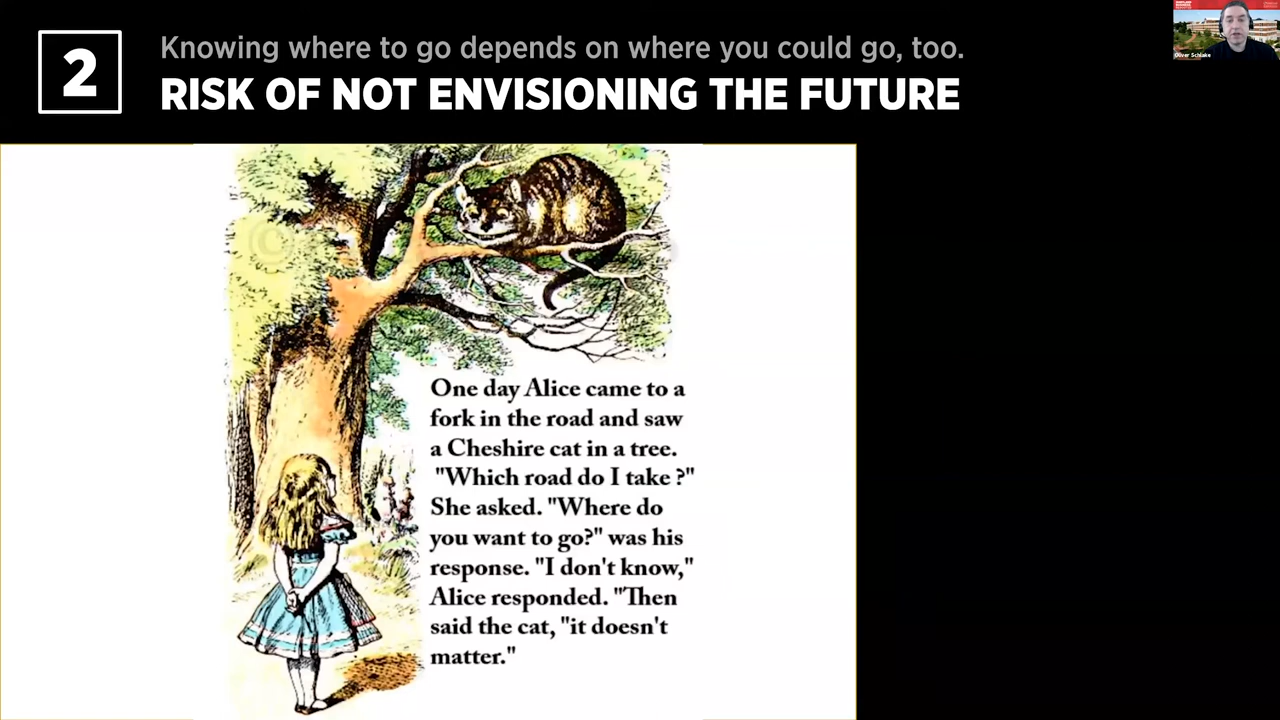 2
Knowing where to go depends on where you could go, too.
RISK OF NOT ENVISIONING THE FUTURE
Oliver Schlake
One day Alice came to a
fork in the road and saw
a Cheshire cat in a tree.
"Which road do I take ?"
She asked. "Where do
you want to go?" was his
response. "I don't know,"
Alice responded. "Then
said the cat, "it doesn't
matter."